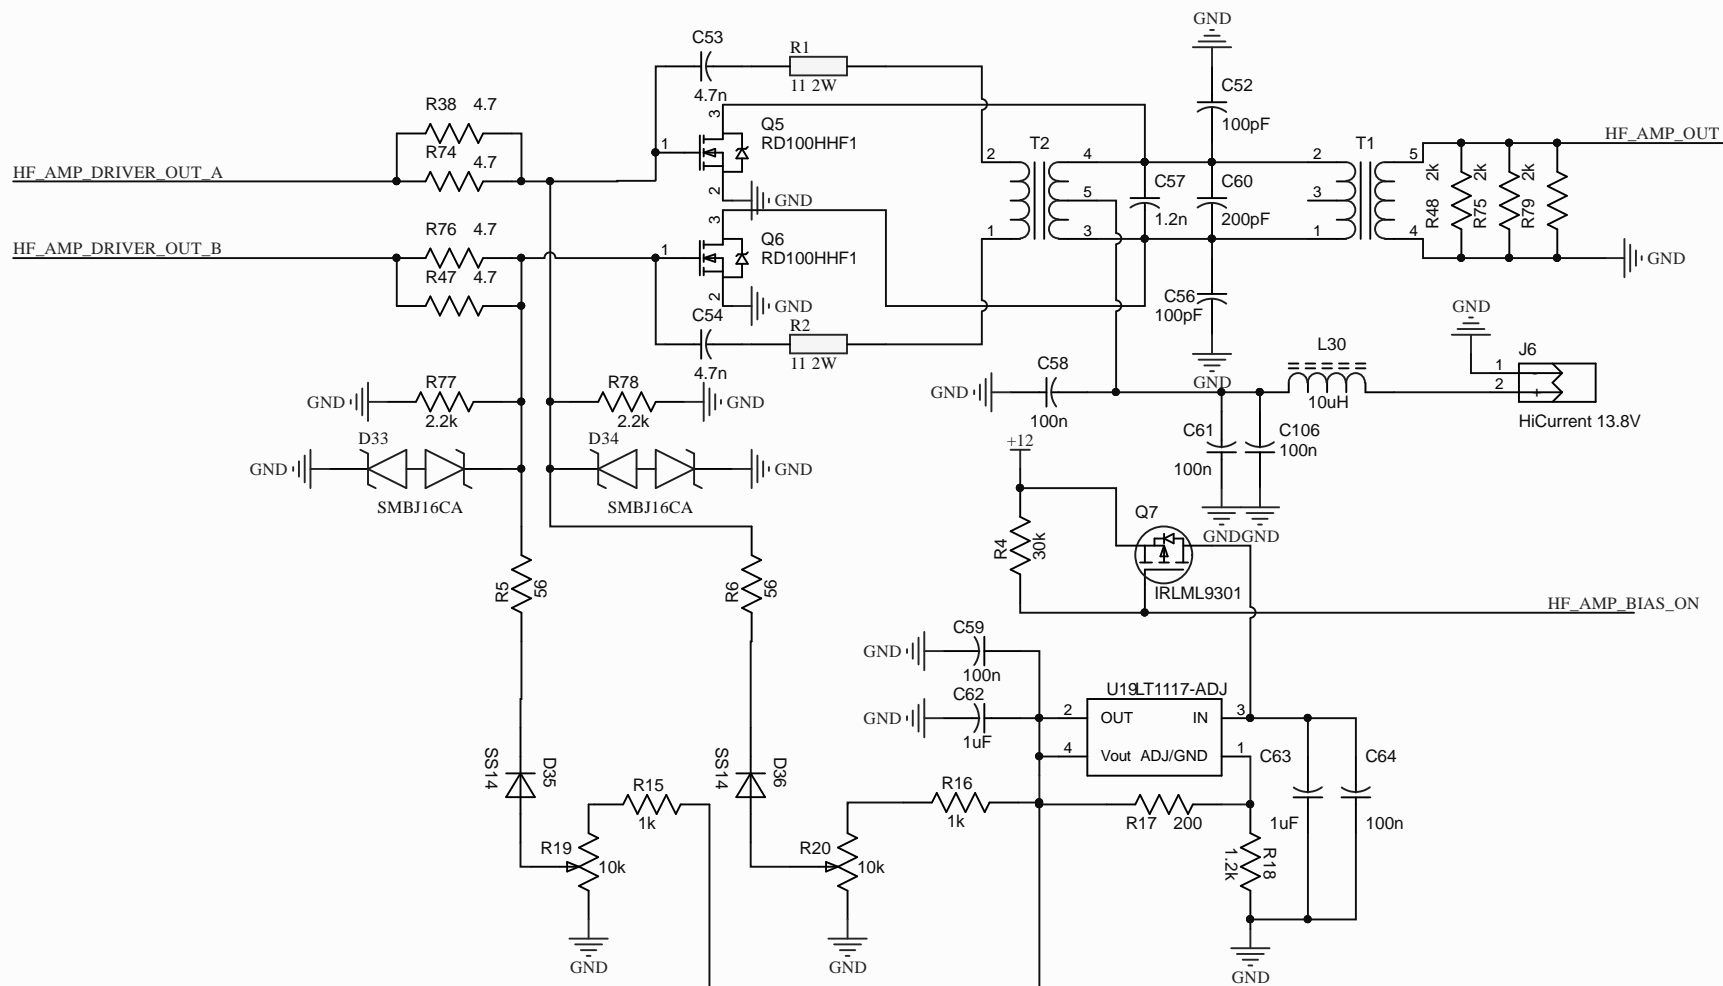 GND
C53
R1
4.7n
11 2W
C52
100pF
R38 4.7
R74
4.7
3
Q5
RD100HHF1
1
2
GND
HF_AMP_DRIVER_OUT_A
T2
2
4
5
1
3
C57
1.2n
C60
200pF
T1
2
3
1
5
4
HF_AMP_OUT
R48
2k
R75
2k
R79
2k
GND
R76 4.7
HF_AMP_DRIVER_OUT_B
R47 4.7
3
Q6
RD100HHF1
1
2
GND
C54
4.7n
R2
11 2W
C56
100pF
GND
GND
L30
10uH
J6
1
-
2
+
HiCurrent 13.8V
GND
R77
2.2k
R78
2.2k
GND
GND
C58
100n
C61
100n
C106
100n
GND
GND
D33
GND
SMBJ16CA
D34
GND
SMBJ16CA
+12
R4
30k
Q7
IRLML9301
HF_AMP_BIAS_ON
R5
56
R6
56
GND
C59
100n
GND
C62
1uF
U19
LT1117-ADJ
2
OUT
IN
3
4
Vout
ADJ/GND
1
C63
1uF
C64
100n
SS14
D35
SS14
D36
R15
1k
R16
1k
R17 200
R18
1.2k
R19
10k
R20
10k
GND
GND
GND